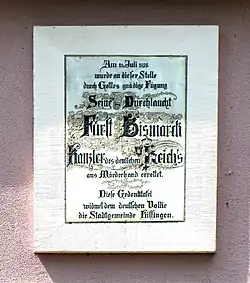 Am 13. Juli 1874
wurde an dieser Stelle
durch Gottes gnädige Fügung
Seine Durchlaucht
Fürst Bismarck
Kanzler des deutschen Reichs
aus Mörderhand errettet.
Diese Gedenktafel
widmet dem deutschen Volke
die Stadtgemeinde Kissingen.